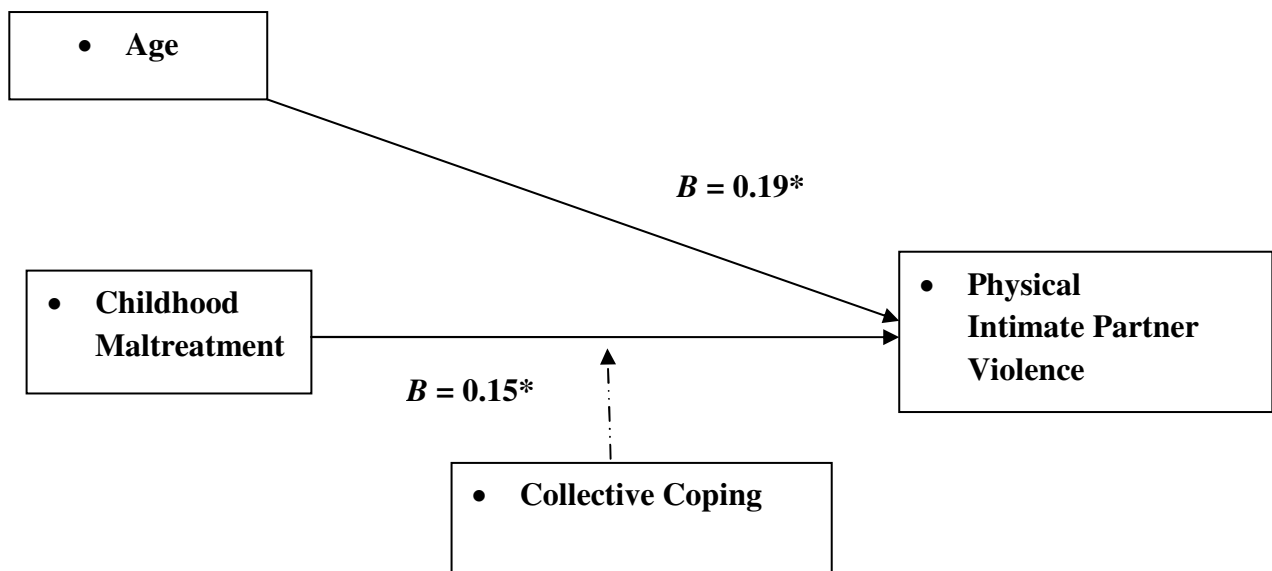 • Age
B = 0.19*
• Childhood
Maltreatment
• Physical
Intimate Partner
Violence
B = 0.15*
• Collective Coping